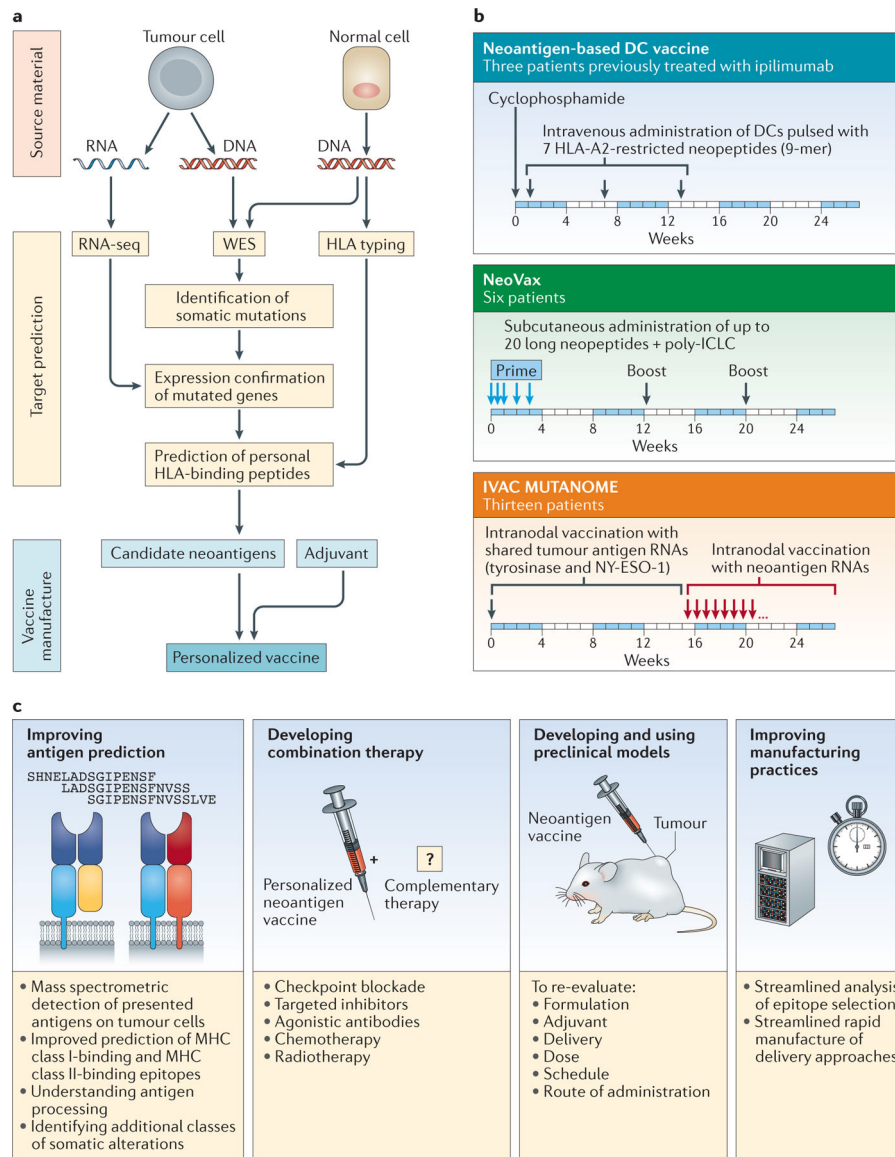 a
Source material
Tumour cell
Normal cell
RNA
DNA
DNA
Target prediction
RNA-seq
WES
HLA typing
Identification of
somatic mutations
Expression confirmation
of mutated genes
Prediction of personal
HLA-binding peptides
Vaccine
manufacture
Candidate neoantigens
Adjuvant
Personalized vaccine
b
Neoantigen-based DC vaccine
Three patients previously treated with ipilimumab
Cyclophosphamide
Intravenous administration of DCs pulsed with
7 HLA-A2-restricted neopeptides (9-mer)
0 4 8 12 16 20 24
Weeks
NeoVax
Six patients
Subcutaneous administration of up to
20 long neopeptides + poly-ICLC
Prime
Boost
Boost
0 4 8 12 16 20 24
Weeks
IVAC MUTANOME
Thirteen patients
Intranodal vaccination with
shared tumour antigen RNAs
(tyrosinase and NY-ESO-1)
Intranodal vaccination
with neoantigen RNAs
...
0 4 8 12 16 20 24
Weeks
c
Improving
antigen prediction
SHNELADSGIPENSF
LADSGIPENSFNVSS
SGIPENSFNVSSLVE
• Mass spectrometric
detection of presented
antigens on tumour cells
• Improved prediction of MHC
class I-binding and MHC
class II-binding epitopes
• Understanding antigen
processing
• Identifying additional classes
of somatic alterations
Developing
combination therapy
+
?
Personalized
neoantigen
vaccine
Complementary
therapy
• Checkpoint blockade
• Targeted inhibitors
• Agonistic antibodies
• Chemotherapy
• Radiotherapy
Developing and using
preclinical models
Neoantigen
vaccine
Tumour
To re-evaluate:
• Formulation
• Adjuvant
• Delivery
• Dose
• Schedule
• Route of administration
Improving
manufacturing
practices
• Streamlined analysis
of epitope selection
• Streamlined rapid
manufacture of
delivery approaches